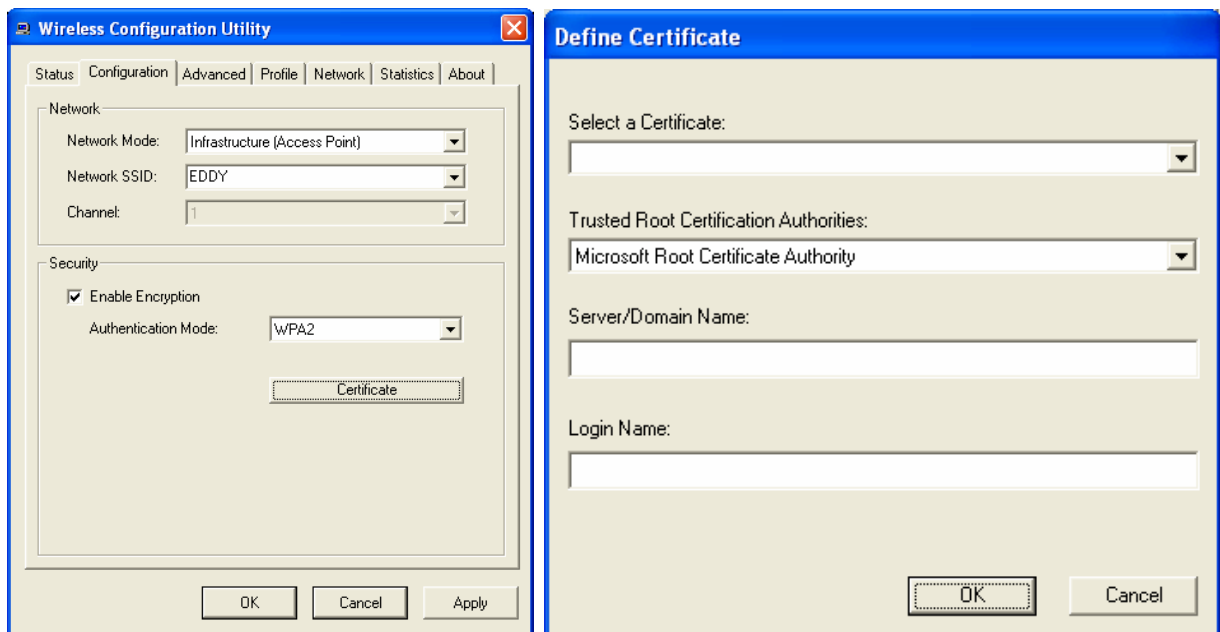 Wireless Configuration Utility
Status Configuration Advanced Profile Network Statistics About
Network
Network Mode: Infrastructure (Access Point)
Network SSID: EDDY
Channel: 1
Security
Enable Encryption
Authentication Mode: WPA2
Certificate
OK Cancel Apply
Define Certificate
Select a Certificate:
Trusted Root Certification Authorities:
Microsoft Root Certificate Authority
Server/Domain Name:
Login Name:
OK Cancel